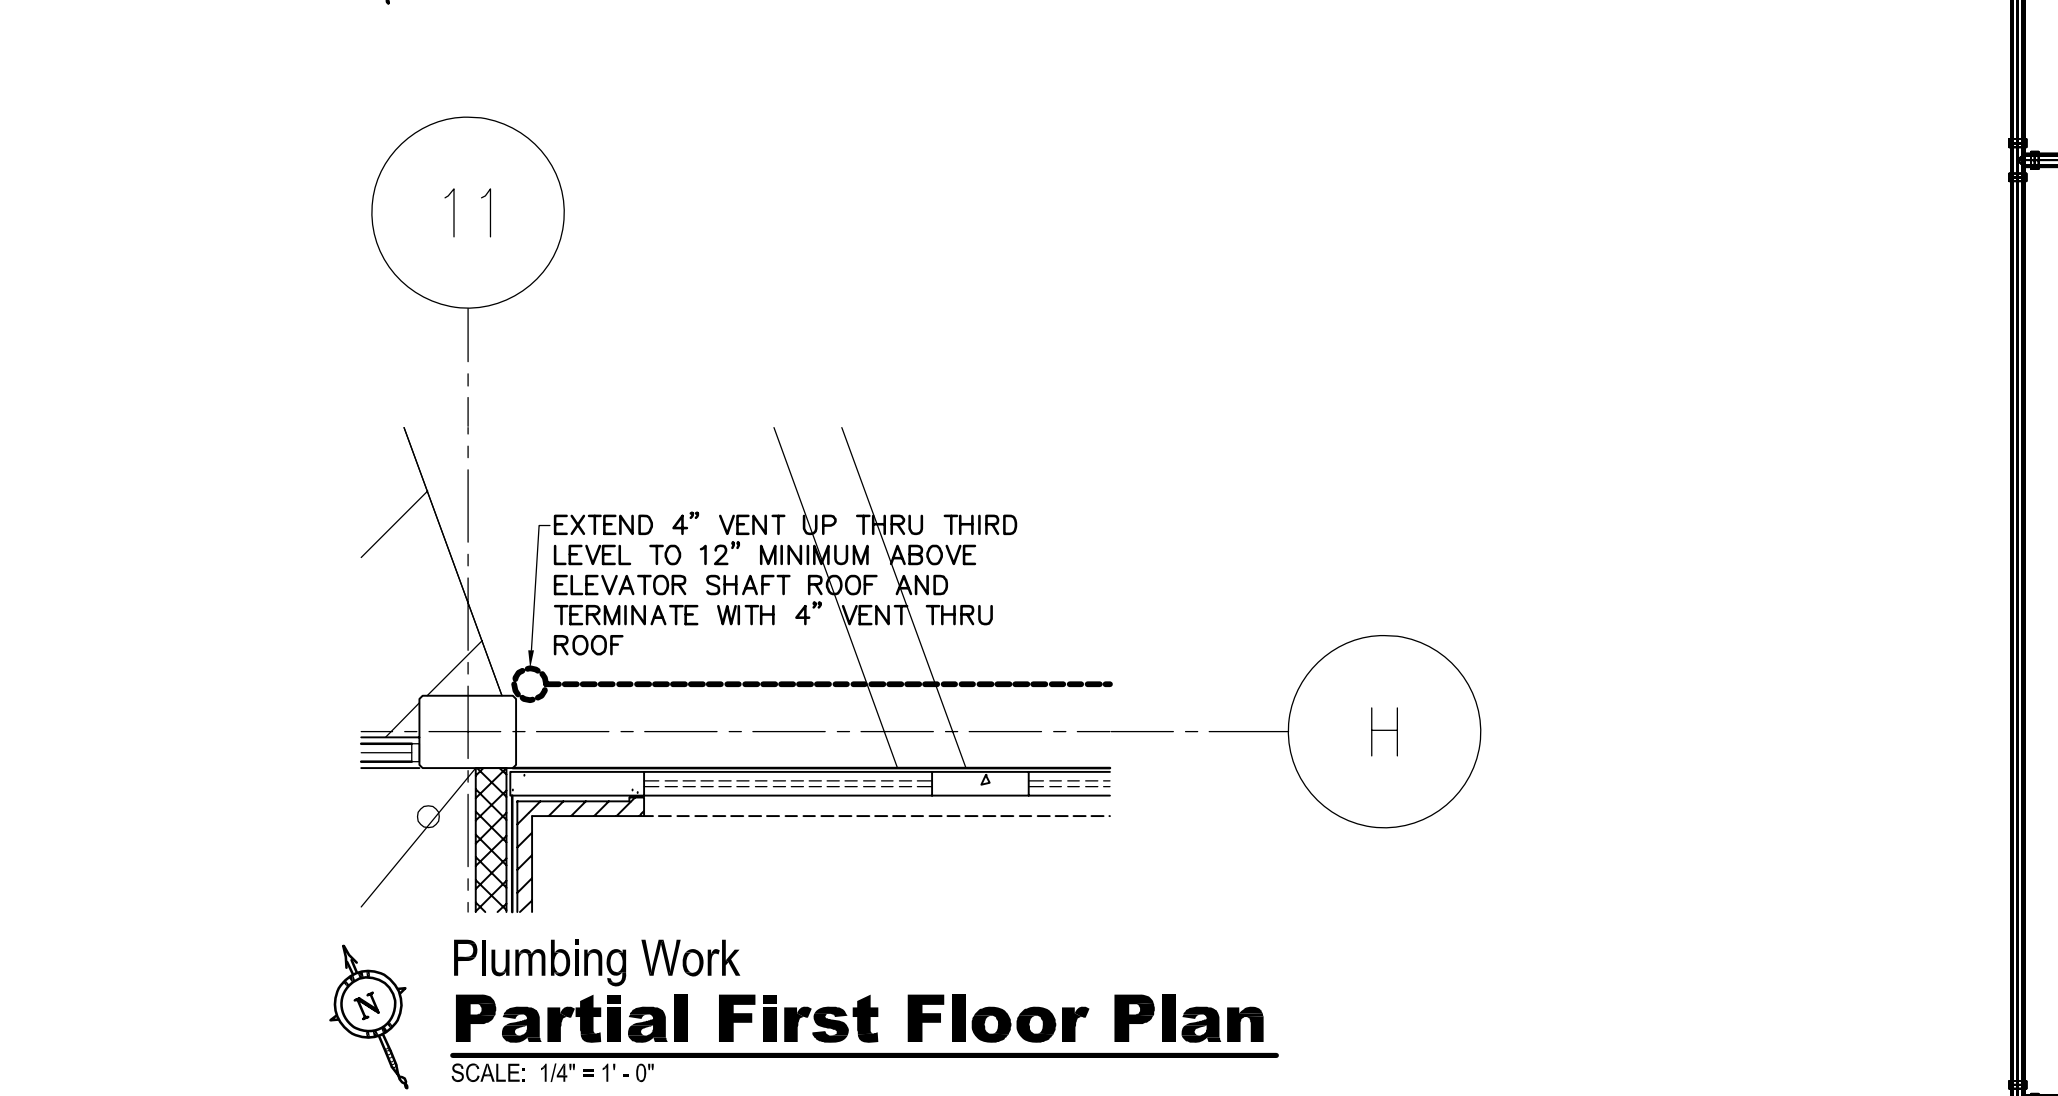 11
EXTEND 4” VENT UP THRU THIRD
LEVEL TO 12” MINIMUM ABOVE
ELEVATOR SHAFT ROOF AND
TERMINATE WITH 4” VENT THRU
ROOF
H
N
Plumbing Work
Partial First Floor Plan
SCALE: 1/4" = 1' - 0"